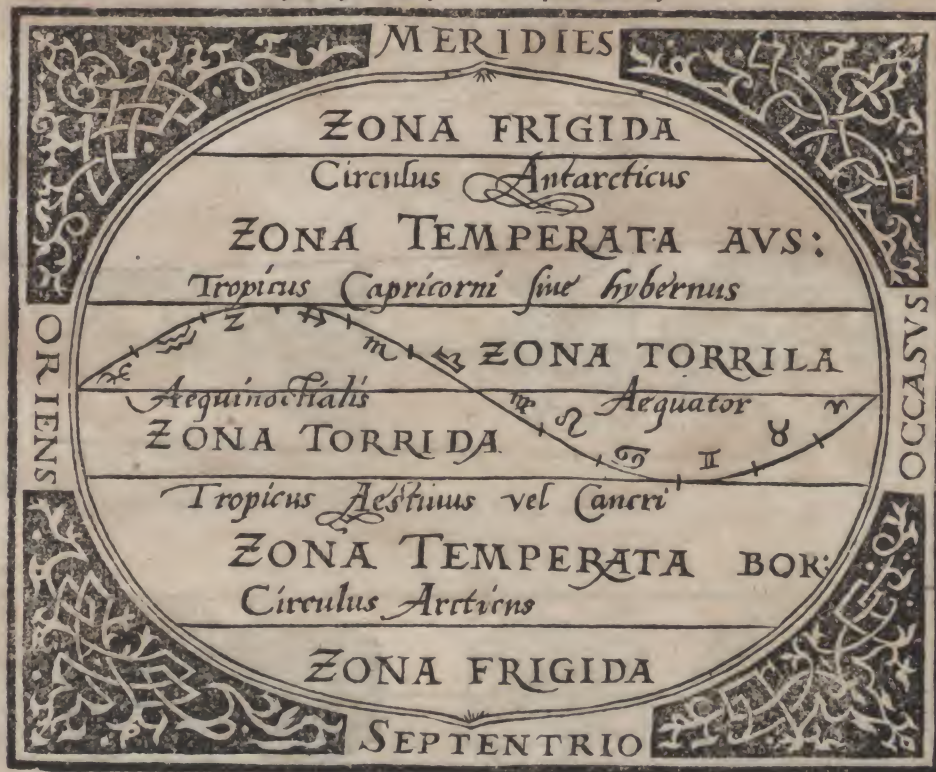 MERIDIES
ZONA FRIGIDA
Circulus Antarcticus
ZONA TEMPERATA AVS:
Tropicus Capricorni siue hybernus
ORIENS
OCCASVS
♑ ♐
♒ ♏
♎ ZONA TORRILA
♓
Aequinoctialis ♍ Aequator ♈
♌ ♉
ZONA TORRIDA
♋ ♊
Tropicus Aestiuus vel Cancri
ZONA TEMPERATA BOR:
Circulus Arcticus
ZONA FRIGIDA
SEPTENTRIO